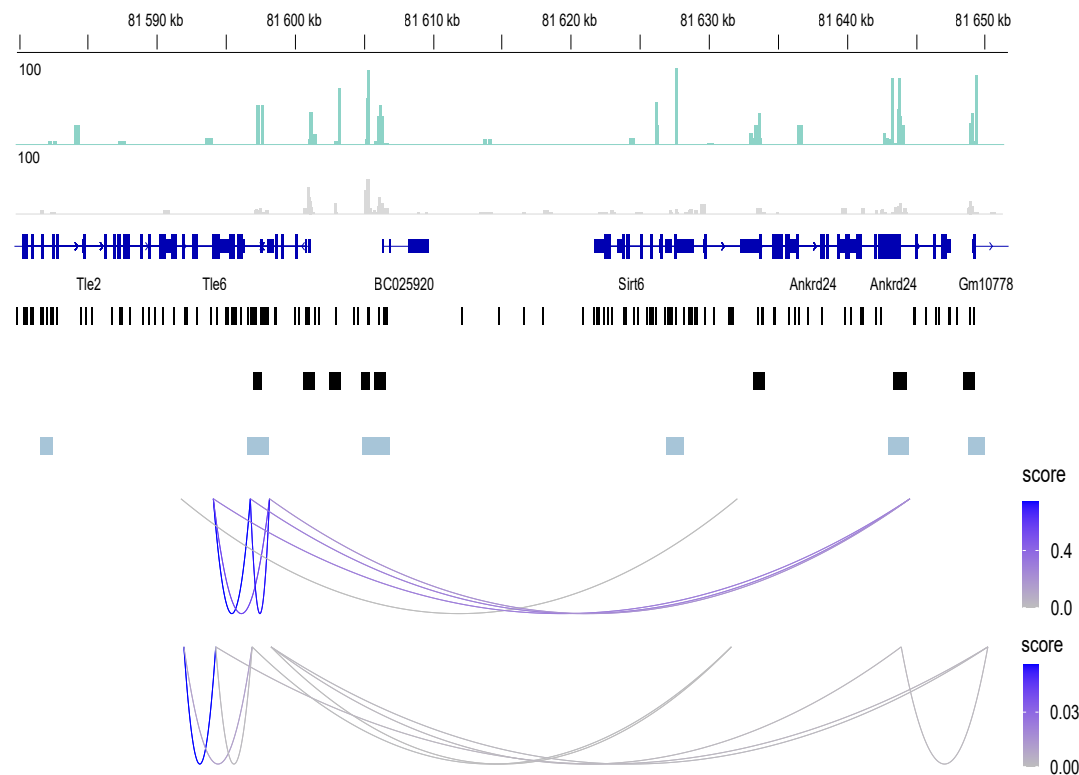 81 590 kb 81 600 kb 81 610 kb 81 620 kb 81 630 kb 81 640 kb 81 650 kb
100
100
Tle2 Tle6 BC025920 Sirt6 Ankrd24 Ankrd24 Gm10778
score
0.4
0.0
score
0.03
0.00